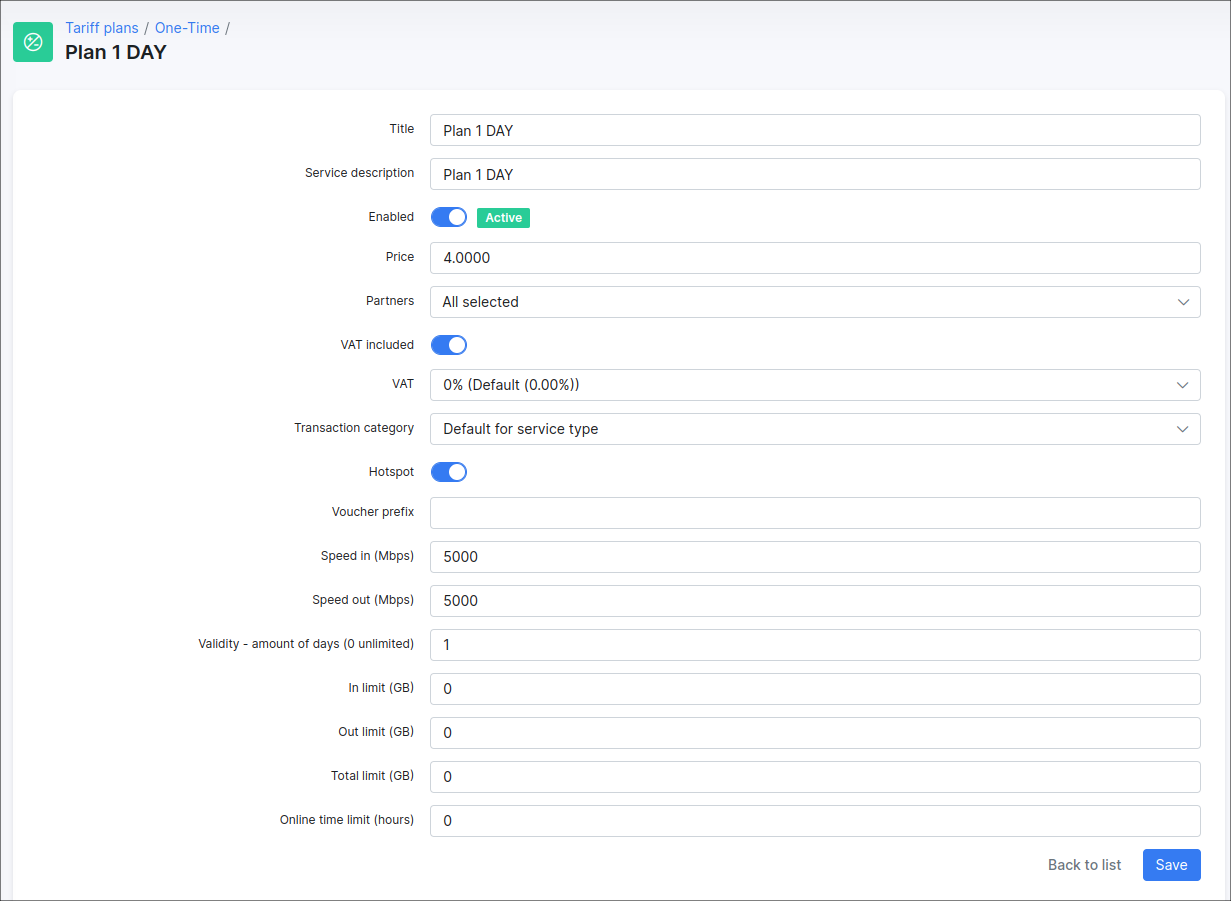 Tariff plans / One-Time /
Plan 1 DAY
Title Plan 1 DAY
Service description Plan 1 DAY
Enabled Active
Price 4.0000
Partners All selected
VAT included
VAT 0% (Default (0.00%))
Transaction category Default for service type
Hotspot
Voucher prefix
Speed in (Mbps) 5000
Speed out (Mbps) 5000
Validity - amount of days (0 unlimited) 1
In limit (GB) 0
Out limit (GB) 0
Total limit (GB) 0
Online time limit (hours) 0
Back to list Save